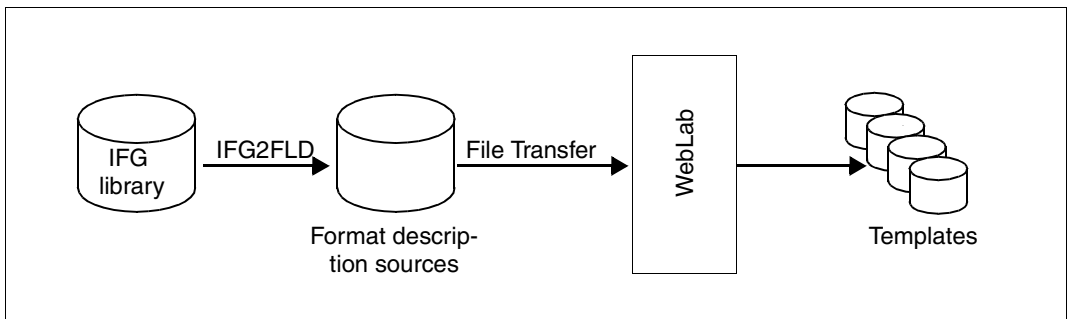 IFG
library
IFG2FLD
Format descrip-
tion sources
File Transfer
WebLab
Templates